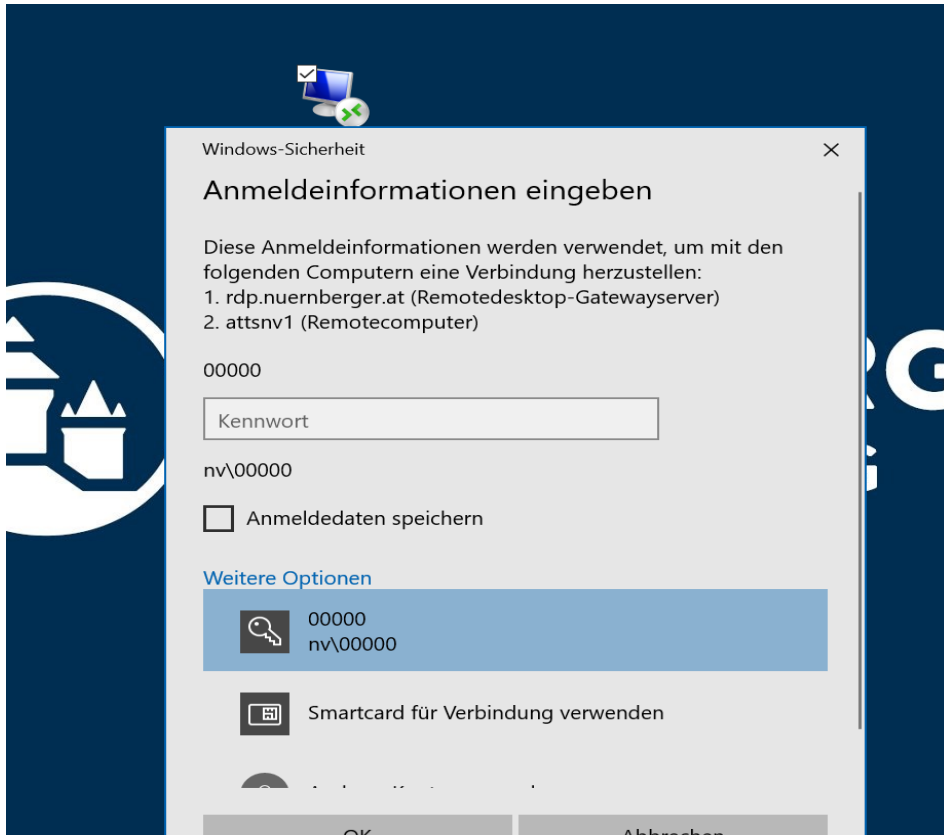 Windows-Sicherheit
Anmeldeinformationen eingeben
Diese Anmeldeinformationen werden verwendet, um mit den
folgenden Computern eine Verbindung herzustellen:
1. rdp.nuernberger.at (Remotedesktop-Gatewayserver)
2. attsnv1 (Remotecomputer)
00000
Kennwort
nv\00000
Anmeldedaten speichern
Weitere Optionen
00000
nv\00000
Smartcard für Verbindung verwenden
OK
Abbrechen